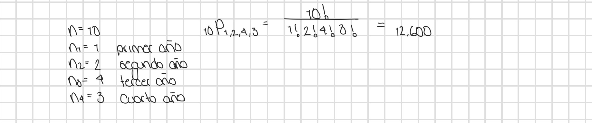 n = 10
n₁ = 1 primer año
n₂ = 2 segundo año
n₃ = 4 tercer año
n₄ = 3 cuarto año
₁₀P₁,₂,₄,₃ = 10! / 1! 2! 4! 3! = 12,600